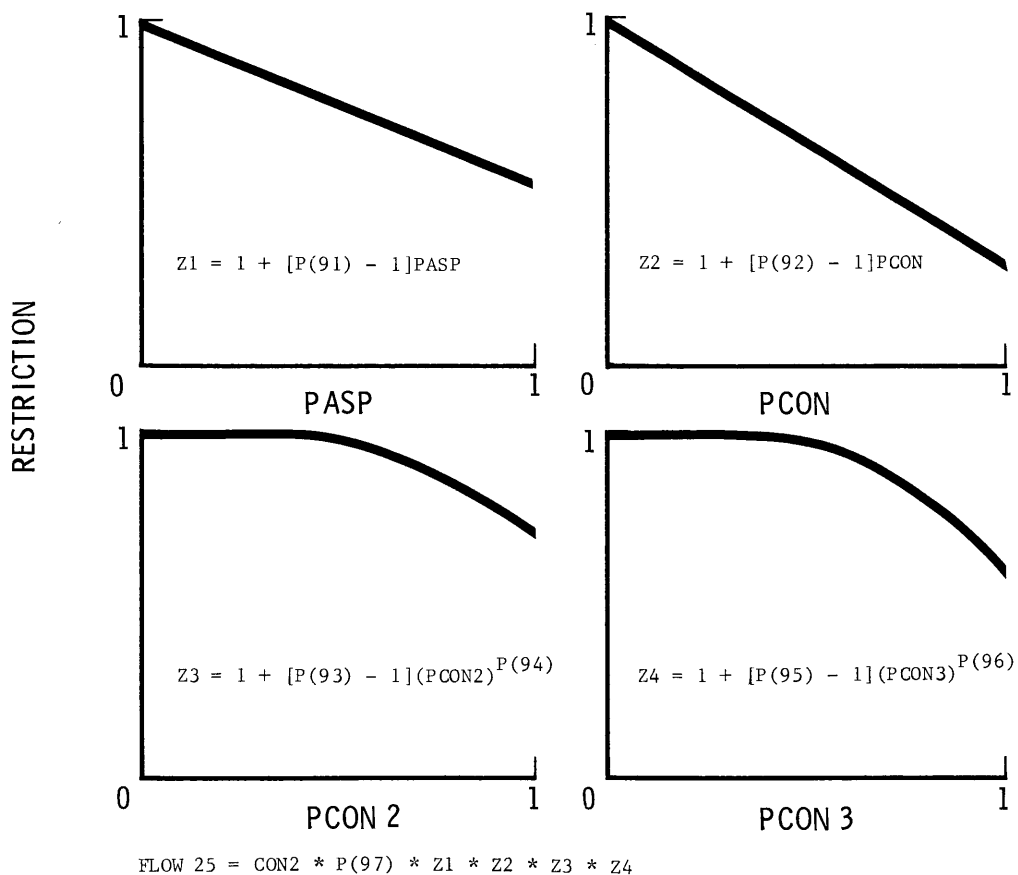 1
1
Z1 = 1 + [P(91) - 1]PASP
Z2 = 1 + [P(92) - 1]PCON
RESTRICTION
0
1
0
1
PASP
PCON
1
1
Z3 = 1 + [P(93) - 1](PCON2)^P(94)
Z4 = 1 + [P(95) - 1](PCON3)^P(96)
0
1
0
1
PCON 2
PCON 3
FLOW 25 = CON2 * P(97) * Z1 * Z2 * Z3 * Z4